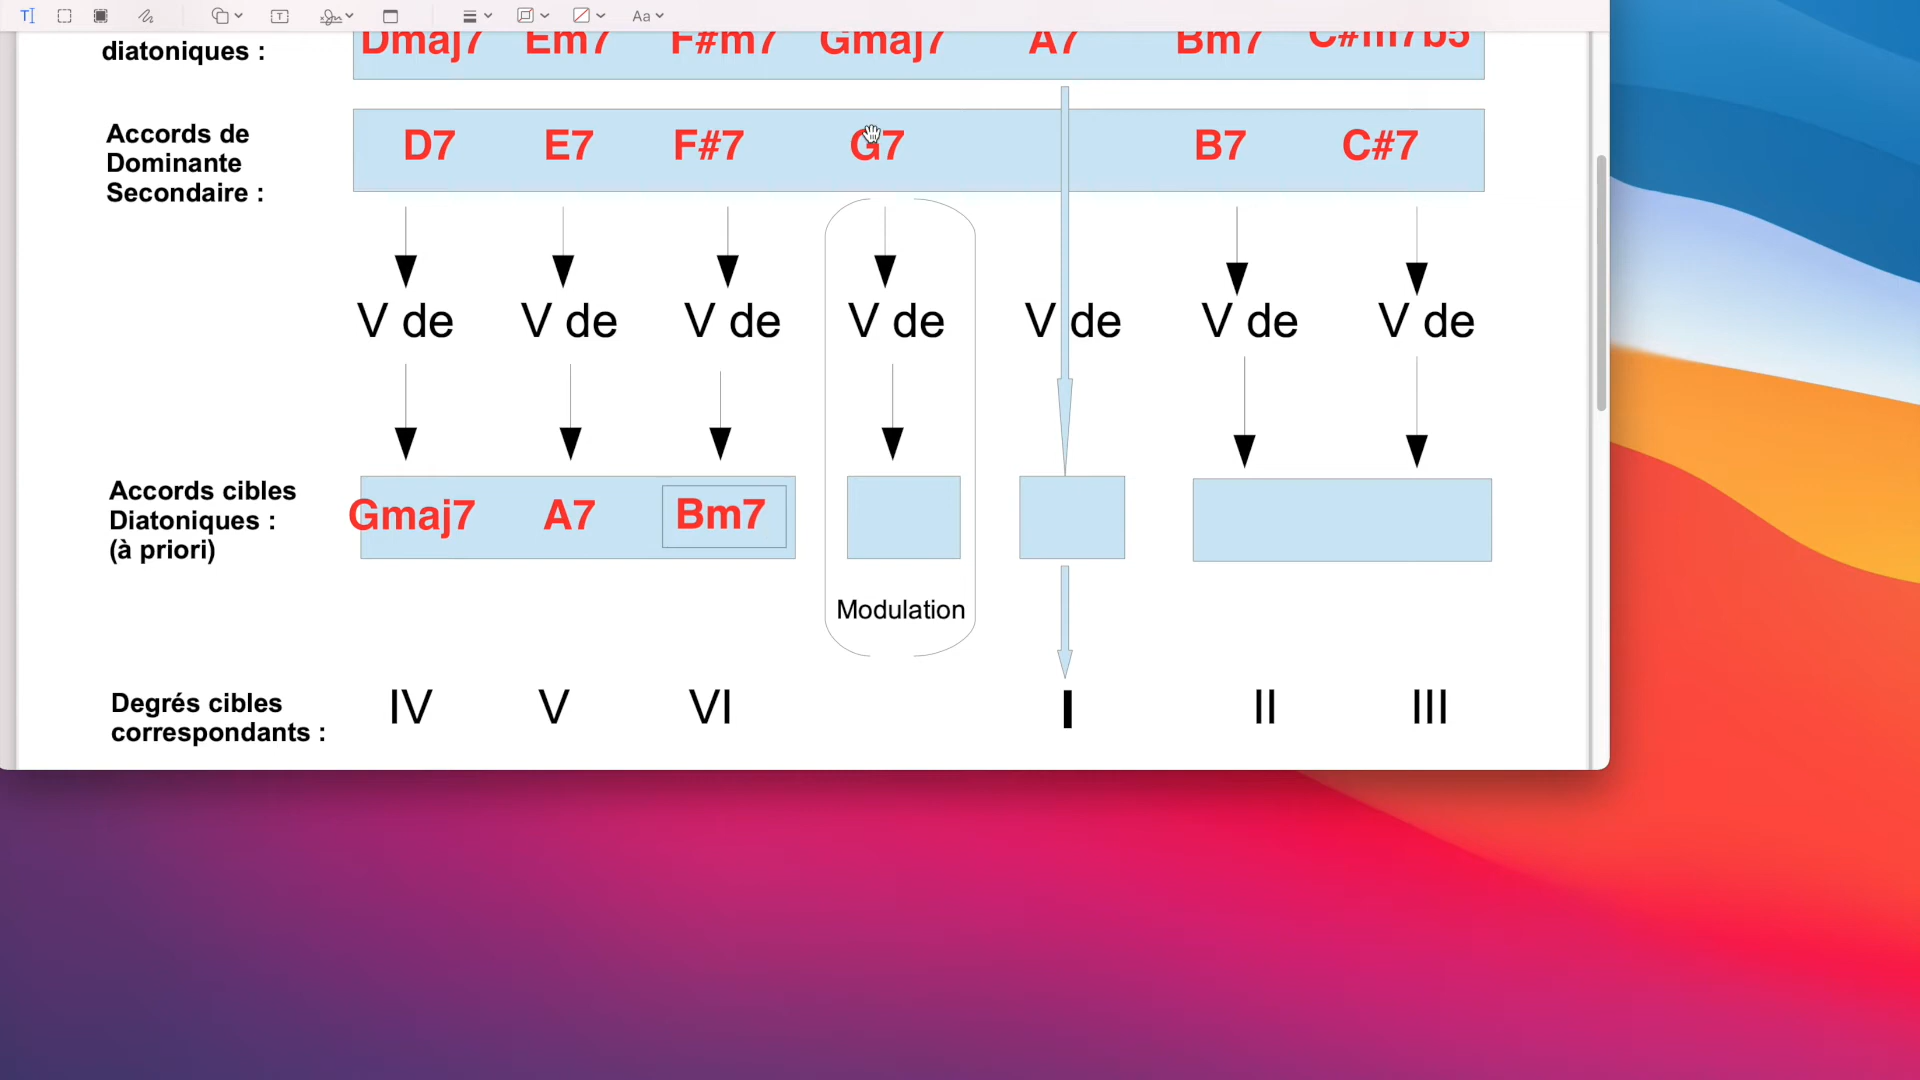 Aa
diatoniques :
Dmaj7 Em7 F#m7 Gmaj7 A7 Bm7 C#m7b5
Accords de
Dominante
Secondaire :
D7 E7 F#7 G7 B7 C#7
V de V de V de V de V de V de V de
Accords cibles
Diatoniques :
(à priori)
Gmaj7 A7 Bm7
Modulation
Degrés cibles
correspondants :
IV V VI I II III